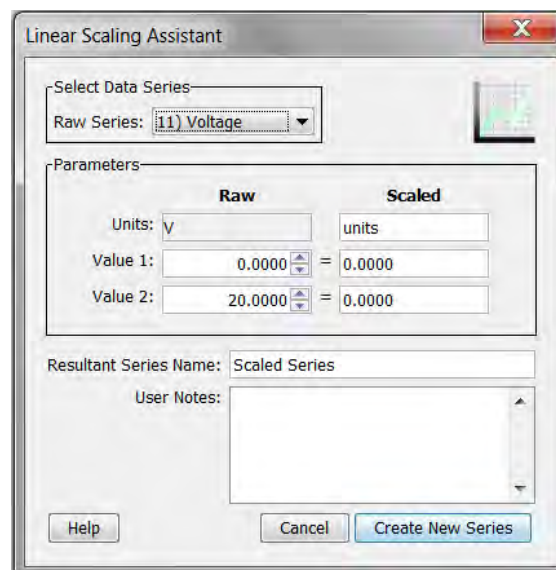 Linear Scaling Assistant
Select Data Series
Raw Series: 11) Voltage
Parameters
Raw Scaled
Units: V units
Value 1: 0.0000 = 0.0000
Value 2: 20.0000 = 0.0000
Resultant Series Name: Scaled Series
User Notes:
Help Cancel Create New Series